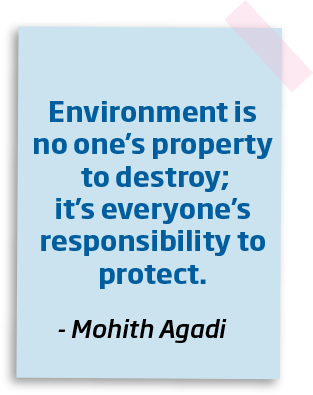 Environment is
no one’s property
to destroy;
it’s everyone’s
responsibility to
protect.
- Mohith Agadi